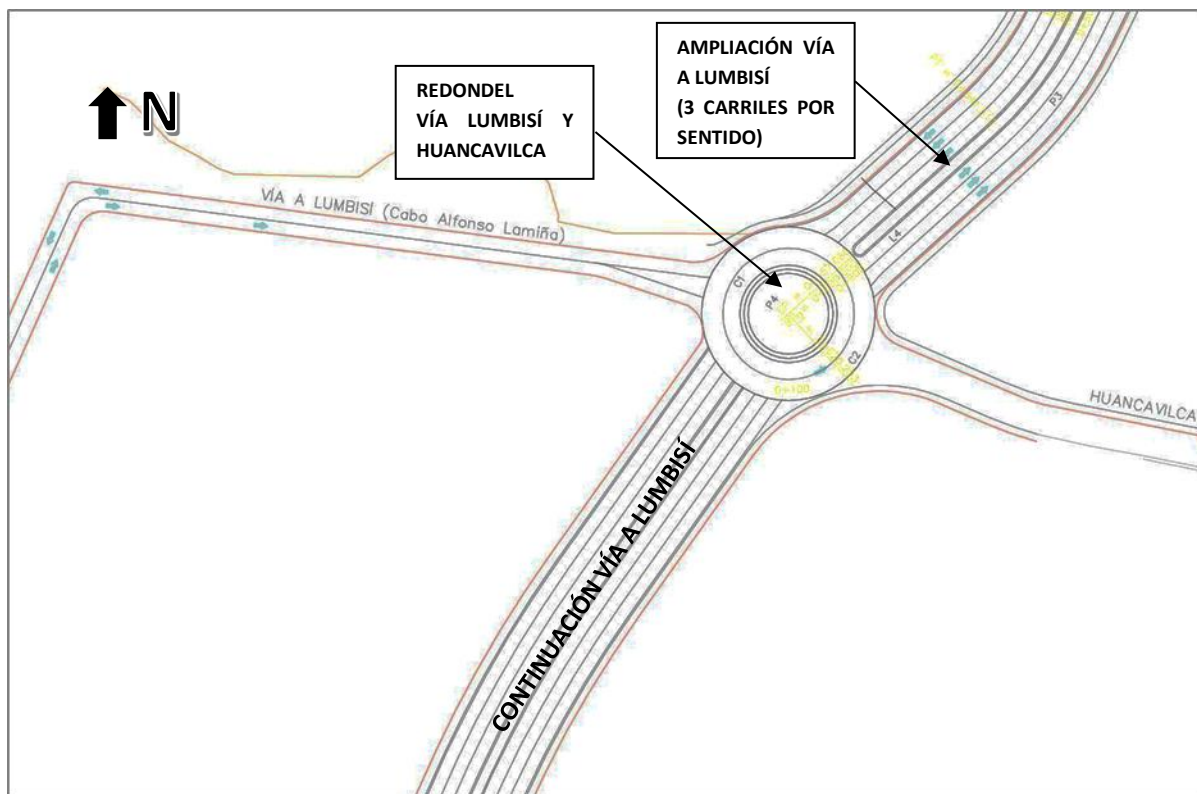 N
REDONDEL
VÍA LUMBISÍ Y
HUANCAVILCA
AMPLIACIÓN VÍA
A LUMBISÍ
(3 CARRILES POR
SENTIDO)
P3
VÍA A LUMBISÍ (Cabo Alfonso Lamiña)
L4
C1
P4
C2
0+100
HUANCAVILCA
CONTINUACIÓN VÍA A LUMBISÍ